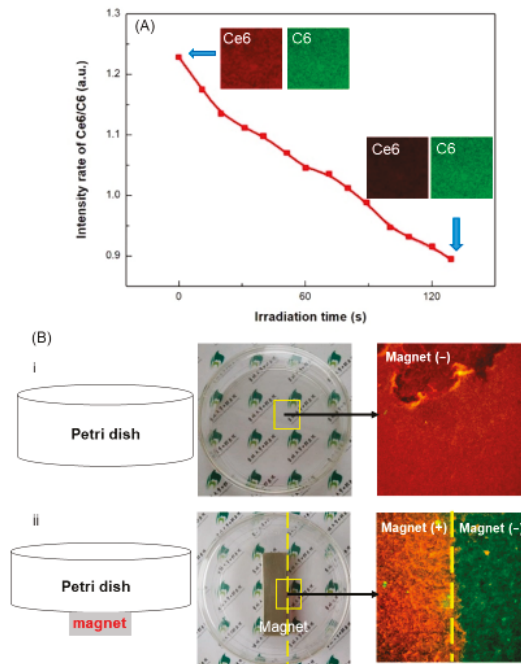 (A)
1.3
1.2
1.1
1.0
0.9
Intensity rate of Ce6/C6 (a.u.)
Ce6
C6
Ce6
C6
0
60
120
Irradiation time (s)
(B)
i
Petri dish
Magnet (−)
ii
Petri dish
magnet
Magnet
Magnet (+)
Magnet (−)